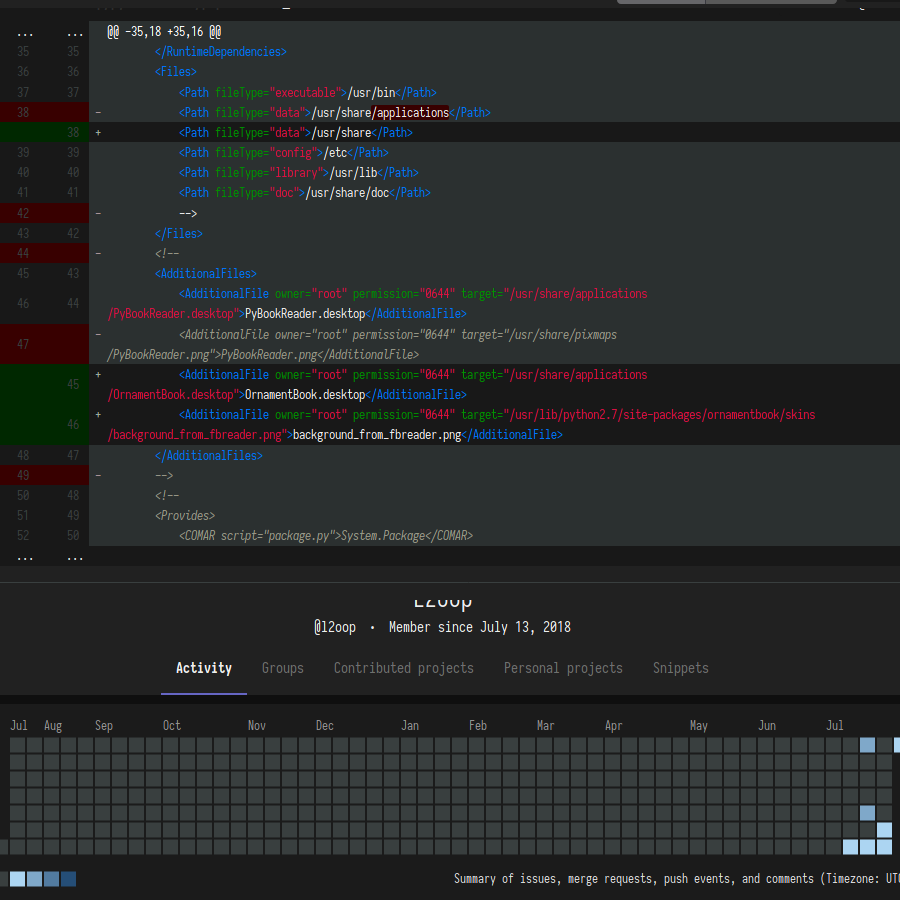 ... ... @@ -35,18 +35,16 @@
35 35 </RuntimeDependencies>
36 36 <Files>
37 37 <Path fileType="executable">/usr/bin</Path>
38 - <Path fileType="data">/usr/share/applications</Path>
38 + <Path fileType="data">/usr/share</Path>
39 39 <Path fileType="config">/etc</Path>
40 40 <Path fileType="library">/usr/lib</Path>
41 41 <Path fileType="doc">/usr/share/doc</Path>
42 - -->
43 42 </Files>
44 - <!--
45 43 <AdditionalFiles>
46 44 <AdditionalFile owner="root" permission="0644" target="/usr/share/applications
/PyBookReader.desktop">PyBookReader.desktop</AdditionalFile>
47 - <AdditionalFile owner="root" permission="0644" target="/usr/share/pixmaps
/PyBookReader.png">PyBookReader.png</AdditionalFile>
45 + <AdditionalFile owner="root" permission="0644" target="/usr/share/applications
/OrnamentBook.desktop">OrnamentBook.desktop</AdditionalFile>
46 + <AdditionalFile owner="root" permission="0644" target="/usr/lib/python2.7/site-packages/ornamentbook/skins
/background_from_fbreader.png">background_from_fbreader.png</AdditionalFile>
48 47 </AdditionalFiles>
49 - -->
50 48 <!--
51 49 <Provides>
52 50 <COMAR script="package.py">System.Package</COMAR>
... ...
L2oop
@l2oop • Member since July 13, 2018
Activity Groups Contributed projects Personal projects Snippets
Jul Aug Sep Oct Nov Dec Jan Feb Mar Apr May Jun Jul
Summary of issues, merge requests, push events, and comments (Timezone: UTC